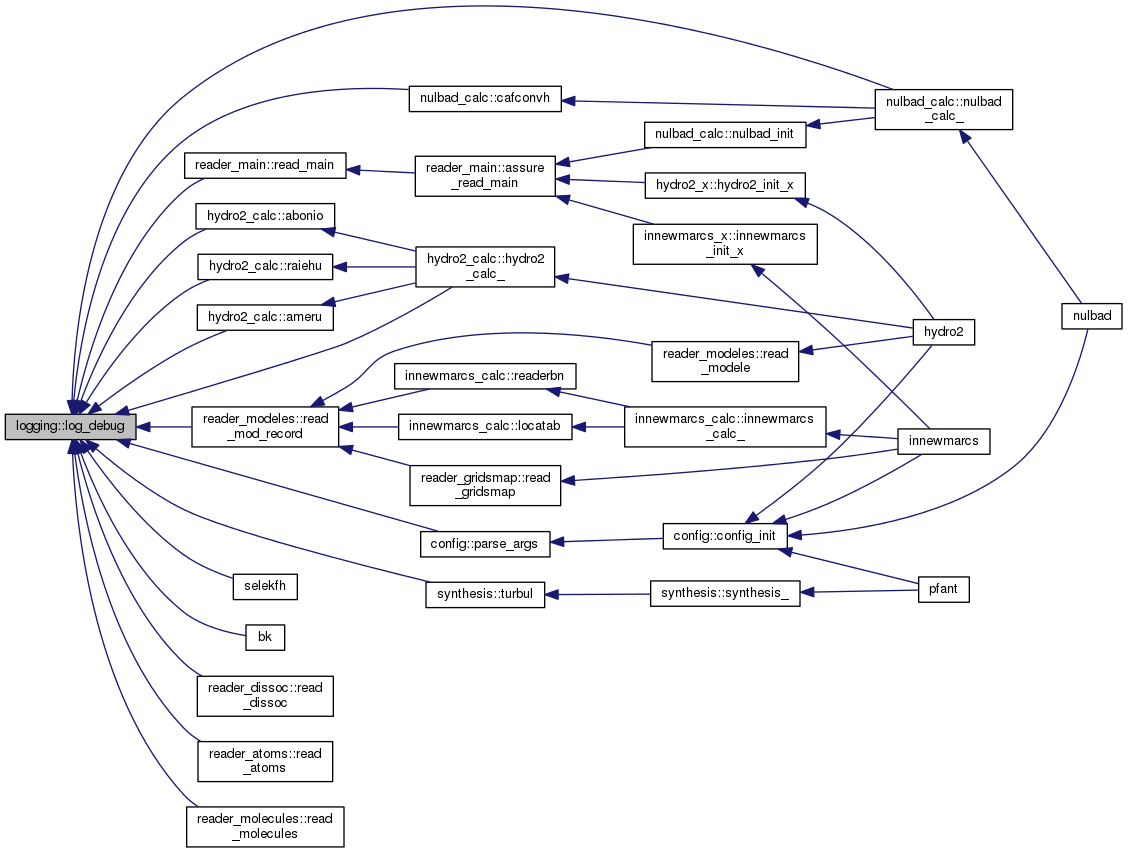 nulbad_calc::cafconvh
nulbad_calc::nulbad
_calc_
nulbad_calc::nulbad_init
reader_main::read_main
reader_main::assure
_read_main
hydro2_x::hydro2_init_x
hydro2_calc::abonio
innewmarcs_x::innewmarcs
_init_x
hydro2_calc::raiehu
hydro2_calc::hydro2
_calc_
hydro2_calc::ameru
nulbad
hydro2
reader_modeles::read
_modele
innewmarcs_calc::readerbn
logging::log_debug
reader_modeles::read
_mod_record
innewmarcs_calc::locatab
innewmarcs_calc::innewmarcs
_calc_
innewmarcs
reader_gridsmap::read
_gridsmap
config::parse_args
config::config_init
selekfh
synthesis::turbul
synthesis::synthesis_
pfant
bk
reader_dissoc::read
_dissoc
reader_atoms::read
_atoms
reader_molecules::read
_molecules